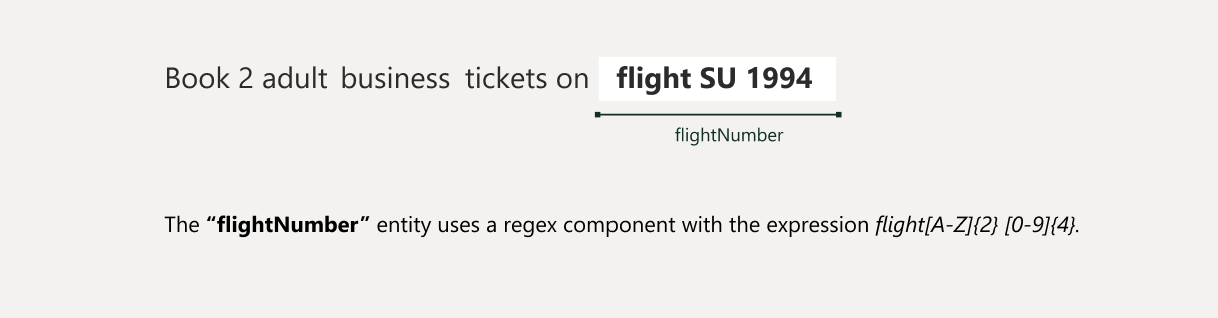 Book 2 adult business tickets on flight SU 1994
flightNumber
The “flightNumber” entity uses a regex component with the expression flight[A-Z]{2} [0-9]{4}.